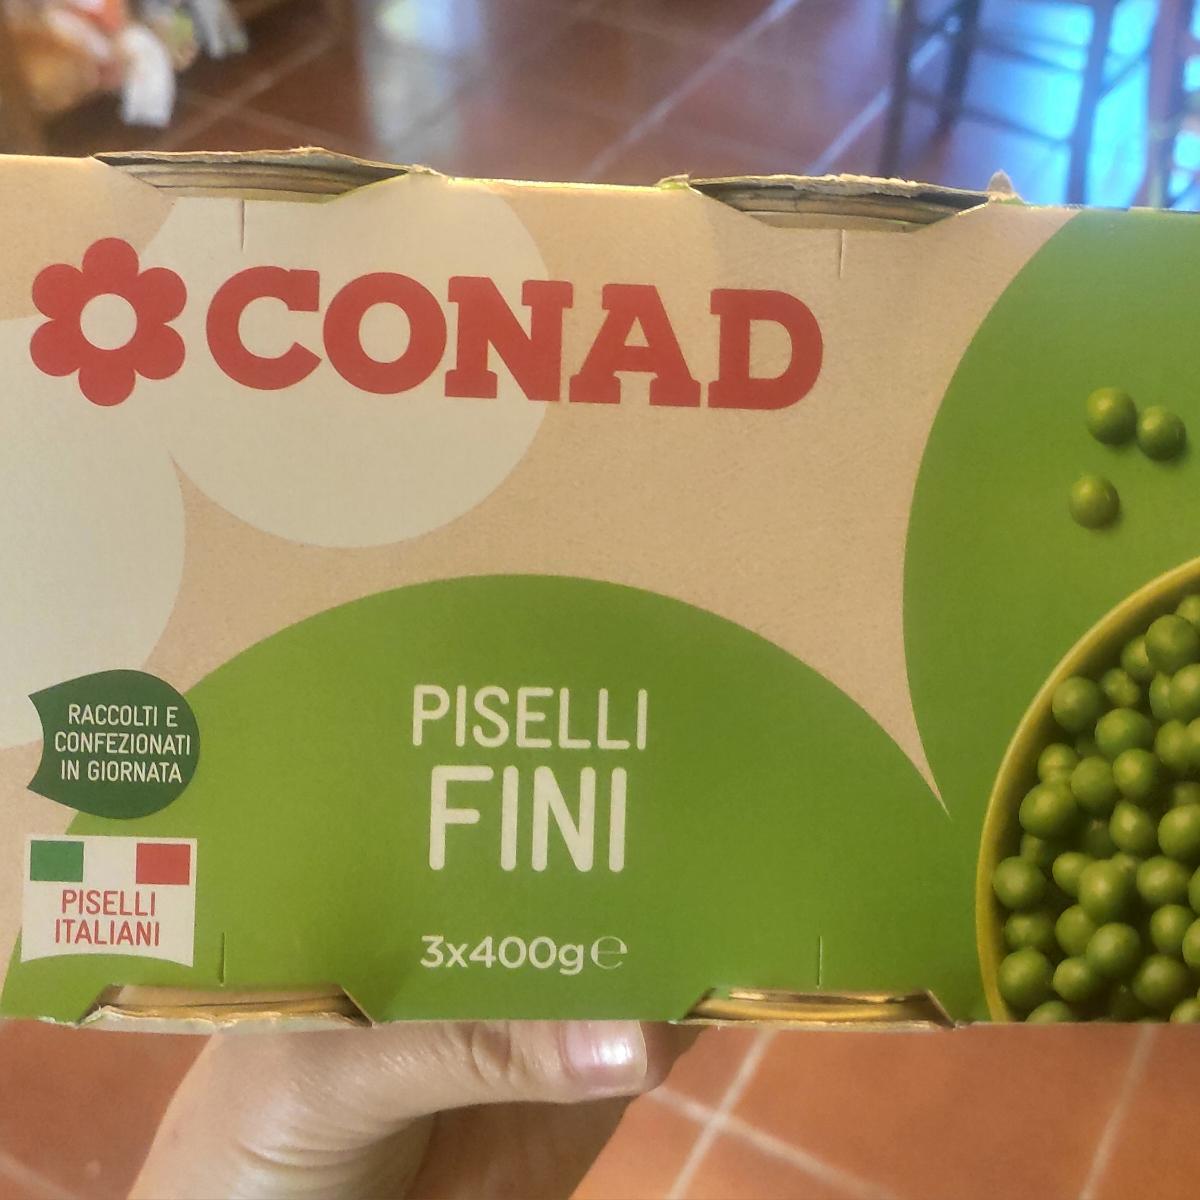 CONAD
RACCOLTI E
CONFEZIONATI
IN GIORNATA
PISELLI
ITALIANI
PISELLI
FINI
3x400g℮